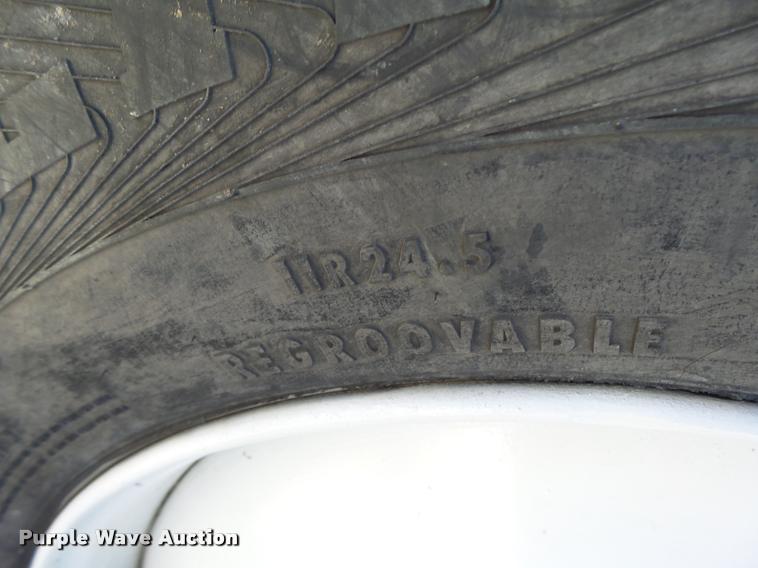 11R24.5
REGROOVABLE
Purple Wave Auction